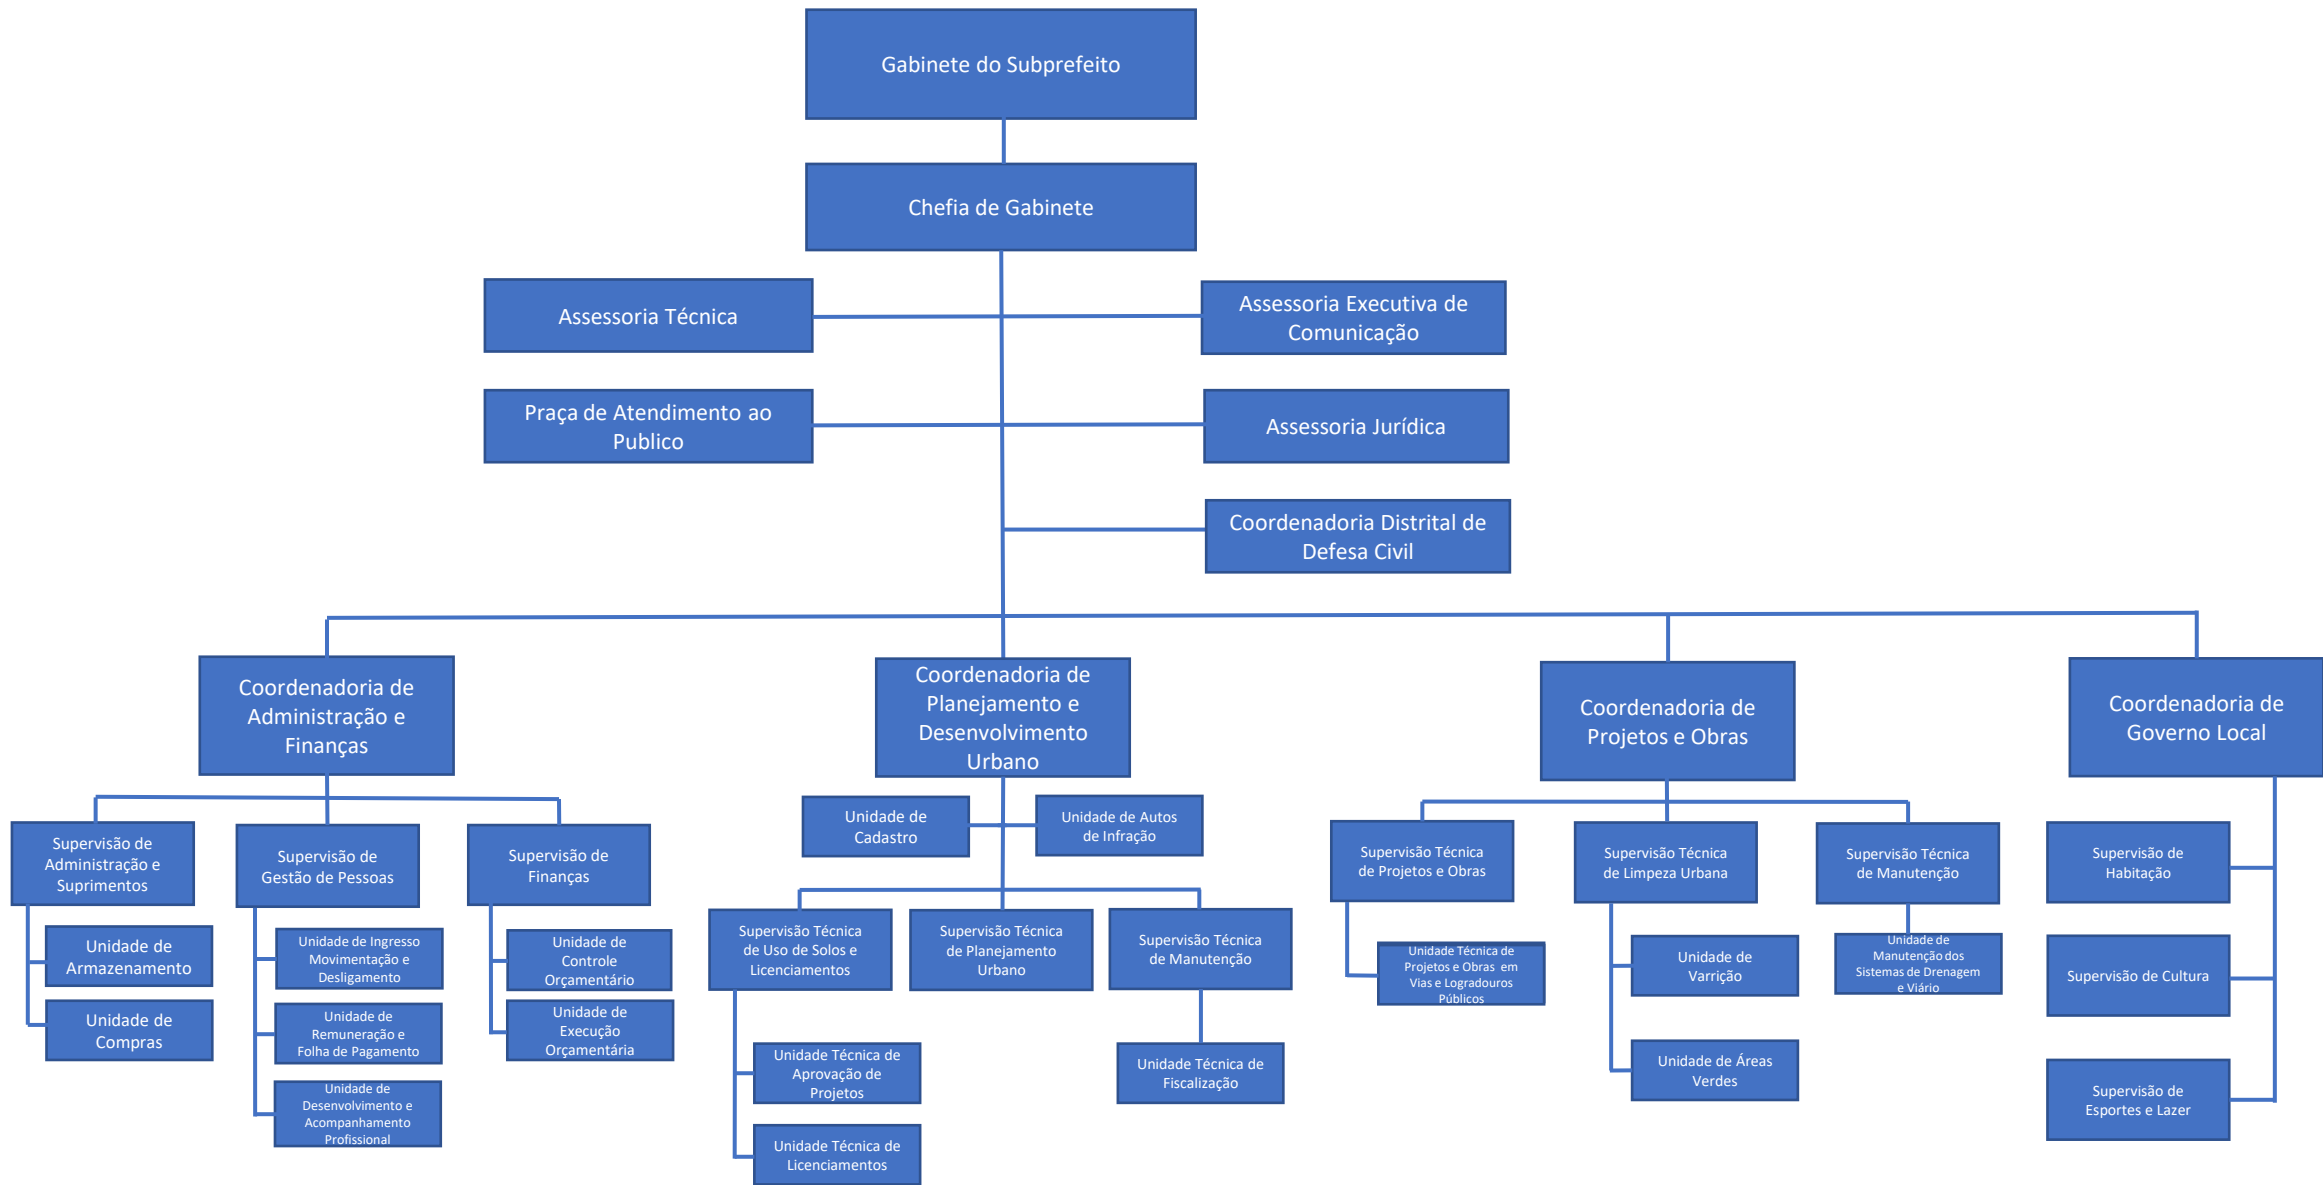 Gabinete do Subprefeito
Chefia de Gabinete
Assessoria Técnica
Assessoria Executiva de
Comunicação
Praça de Atendimento ao
Publico
Assessoria Jurídica
Coordenadoria Distrital de
Defesa Civil
Coordenadoria de
Administração e
Finanças
Coordenadoria de
Planejamento e
Desenvolvimento
Urbano
Coordenadoria de
Projetos e Obras
Coordenadoria de
Governo Local
Supervisão de
Administração e
Suprimentos
Supervisão de
Gestão de Pessoas
Supervisão de
Finanças
Unidade de
Cadastro
Unidade de Autos
de Infração
Supervisão Técnica
de Projetos e Obras
Supervisão Técnica
de Limpeza Urbana
Supervisão Técnica
de Manutenção
Supervisão de
Habitação
Unidade de
Armazenamento
Unidade de Ingresso
Movimentação e
Desligamento
Unidade de
Controle
Orçamentário
Supervisão Técnica
de Uso de Solos e
Licenciamentos
Supervisão Técnica
de Planejamento
Urbano
Supervisão Técnica
de Manutenção
Unidade Técnica de
Projetos e Obras  em
Vias e Logradouros
Públicos
Unidade de
Varrição
Unidade de
Manutenção dos
Sistemas de Drenagem
e Viário
Supervisão de Cultura
Unidade de
Compras
Unidade de
Remuneração e
Folha de Pagamento
Unidade de
Execução
Orçamentária
Unidade Técnica de
Aprovação de
Projetos
Unidade Técnica de
Fiscalização
Unidade de Áreas
Verdes
Supervisão de
Esportes e Lazer
Unidade de
Desenvolvimento e
Acompanhamento
Profissional
Unidade Técnica de
Licenciamentos